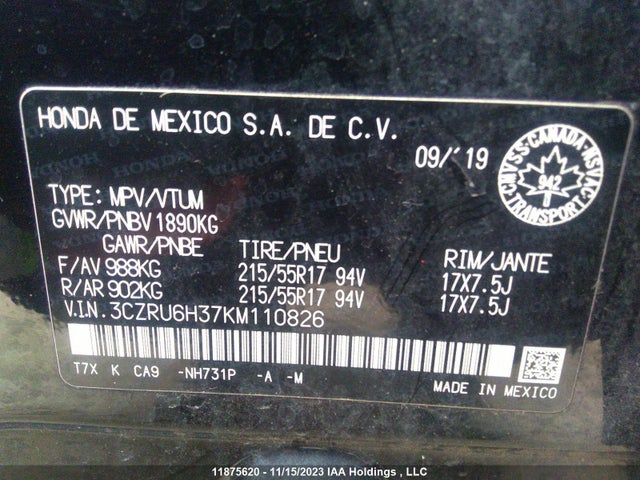 HONDA DE MEXICO S.A. DE C.V.
09/'19
CMVSS·CANADA·NSVAC
942
TRANSPORT
TYPE: MPV/VTUM
GVWR/PNBV 1890KG
GAWR/PNBE TIRE/PNEU RIM/JANTE
F/AV 988KG 215/55R17 94V 17X7.5J
R/AR 902KG 215/55R17 94V 17X7.5J
V.I.N. 3CZRU6H37KM110826
T7X K CA9 -NH731P -A -M
MADE IN MEXICO
11875620 - 11/15/2023 IAA Holdings , LLC